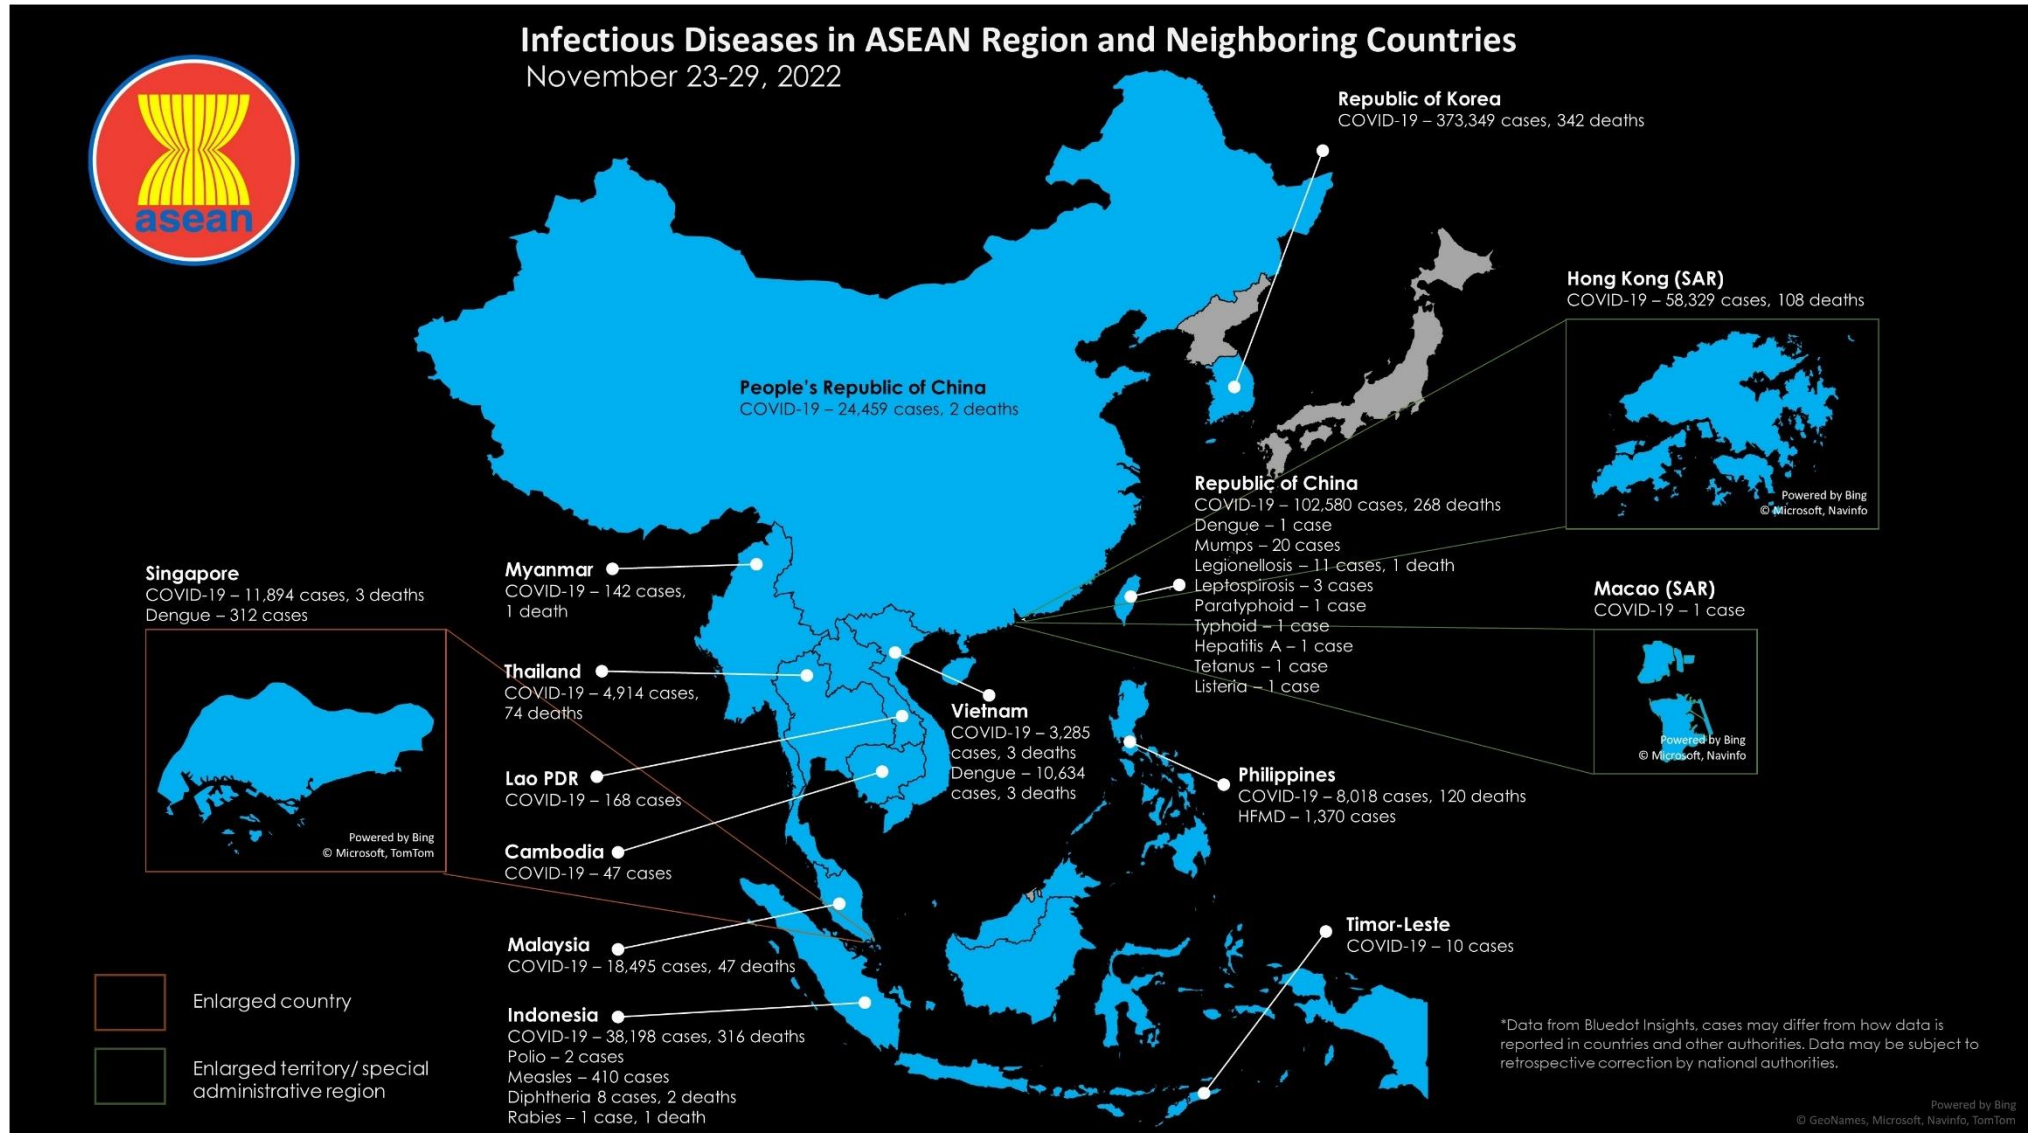 Infectious Diseases in ASEAN Region and Neighboring Countries
November 23-29, 2022
asean
Republic of Korea
COVID-19 – 373,349 cases, 342 deaths
Hong Kong (SAR)
COVID-19 – 58,329 cases, 108 deaths
Powered by Bing
© Microsoft, Navinfo
People's Republic of China
COVID-19 – 24,459 cases, 2 deaths
Republic of China
COVID-19 – 102,580 cases, 268 deaths
Dengue – 1 case
Mumps – 20 cases
Legionellosis – 11 cases, 1 death
Leptospirosis – 3 cases
Paratyphoid – 1 case
Typhoid – 1 case
Hepatitis A – 1 case
Tetanus – 1 case
Listeria – 1 case
Macao (SAR)
COVID-19 – 1 case
Powered by Bing
© Microsoft, Navinfo
Singapore
COVID-19 – 11,894 cases, 3 deaths
Dengue – 312 cases
Powered by Bing
© Microsoft, TomTom
Myanmar
COVID-19 – 142 cases,
1 death
Thailand
COVID-19 – 4,914 cases,
74 deaths
Vietnam
COVID-19 – 3,285
cases, 3 deaths
Dengue – 10,634
cases, 3 deaths
Lao PDR
COVID-19 – 168 cases
Philippines
COVID-19 – 8,018 cases, 120 deaths
HFMD – 1,370 cases
Cambodia
COVID-19 – 47 cases
Malaysia
COVID-19 – 18,495 cases, 47 deaths
Timor-Leste
COVID-19 – 10 cases
Indonesia
COVID-19 – 38,198 cases, 316 deaths
Polio – 2 cases
Measles – 410 cases
Diphtheria 8 cases, 2 deaths
Rabies – 1 case, 1 death
Enlarged country
Enlarged territory/ special
administrative region
*Data from Bluedot Insights, cases may differ from how data is
reported in countries and other authorities. Data may be subject to
retrospective correction by national authorities.
Powered by Bing
© GeoNames, Microsoft, Navinfo, TomTom